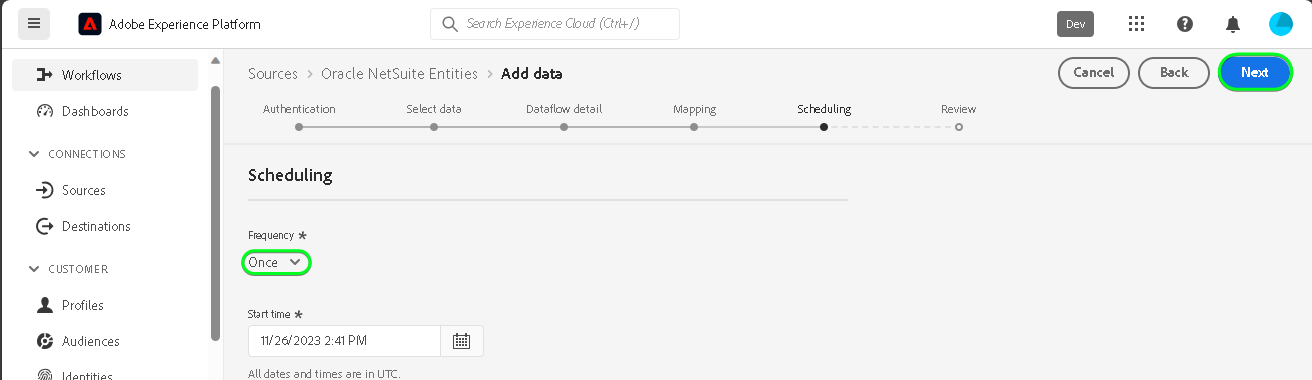 Adobe Experience Platform
Search Experience Cloud (Ctrl+/)
Dev
Workflows
Dashboards
CONNECTIONS
Sources
Destinations
CUSTOMER
Profiles
Audiences
Identities
Sources > Oracle NetSuite Entities > Add data
Cancel
Back
Next
Authentication
Select data
Dataflow detail
Mapping
Scheduling
Review
Scheduling
Frequency *
Once
Start time *
11/26/2023 2:41 PM
All dates and times are in UTC.